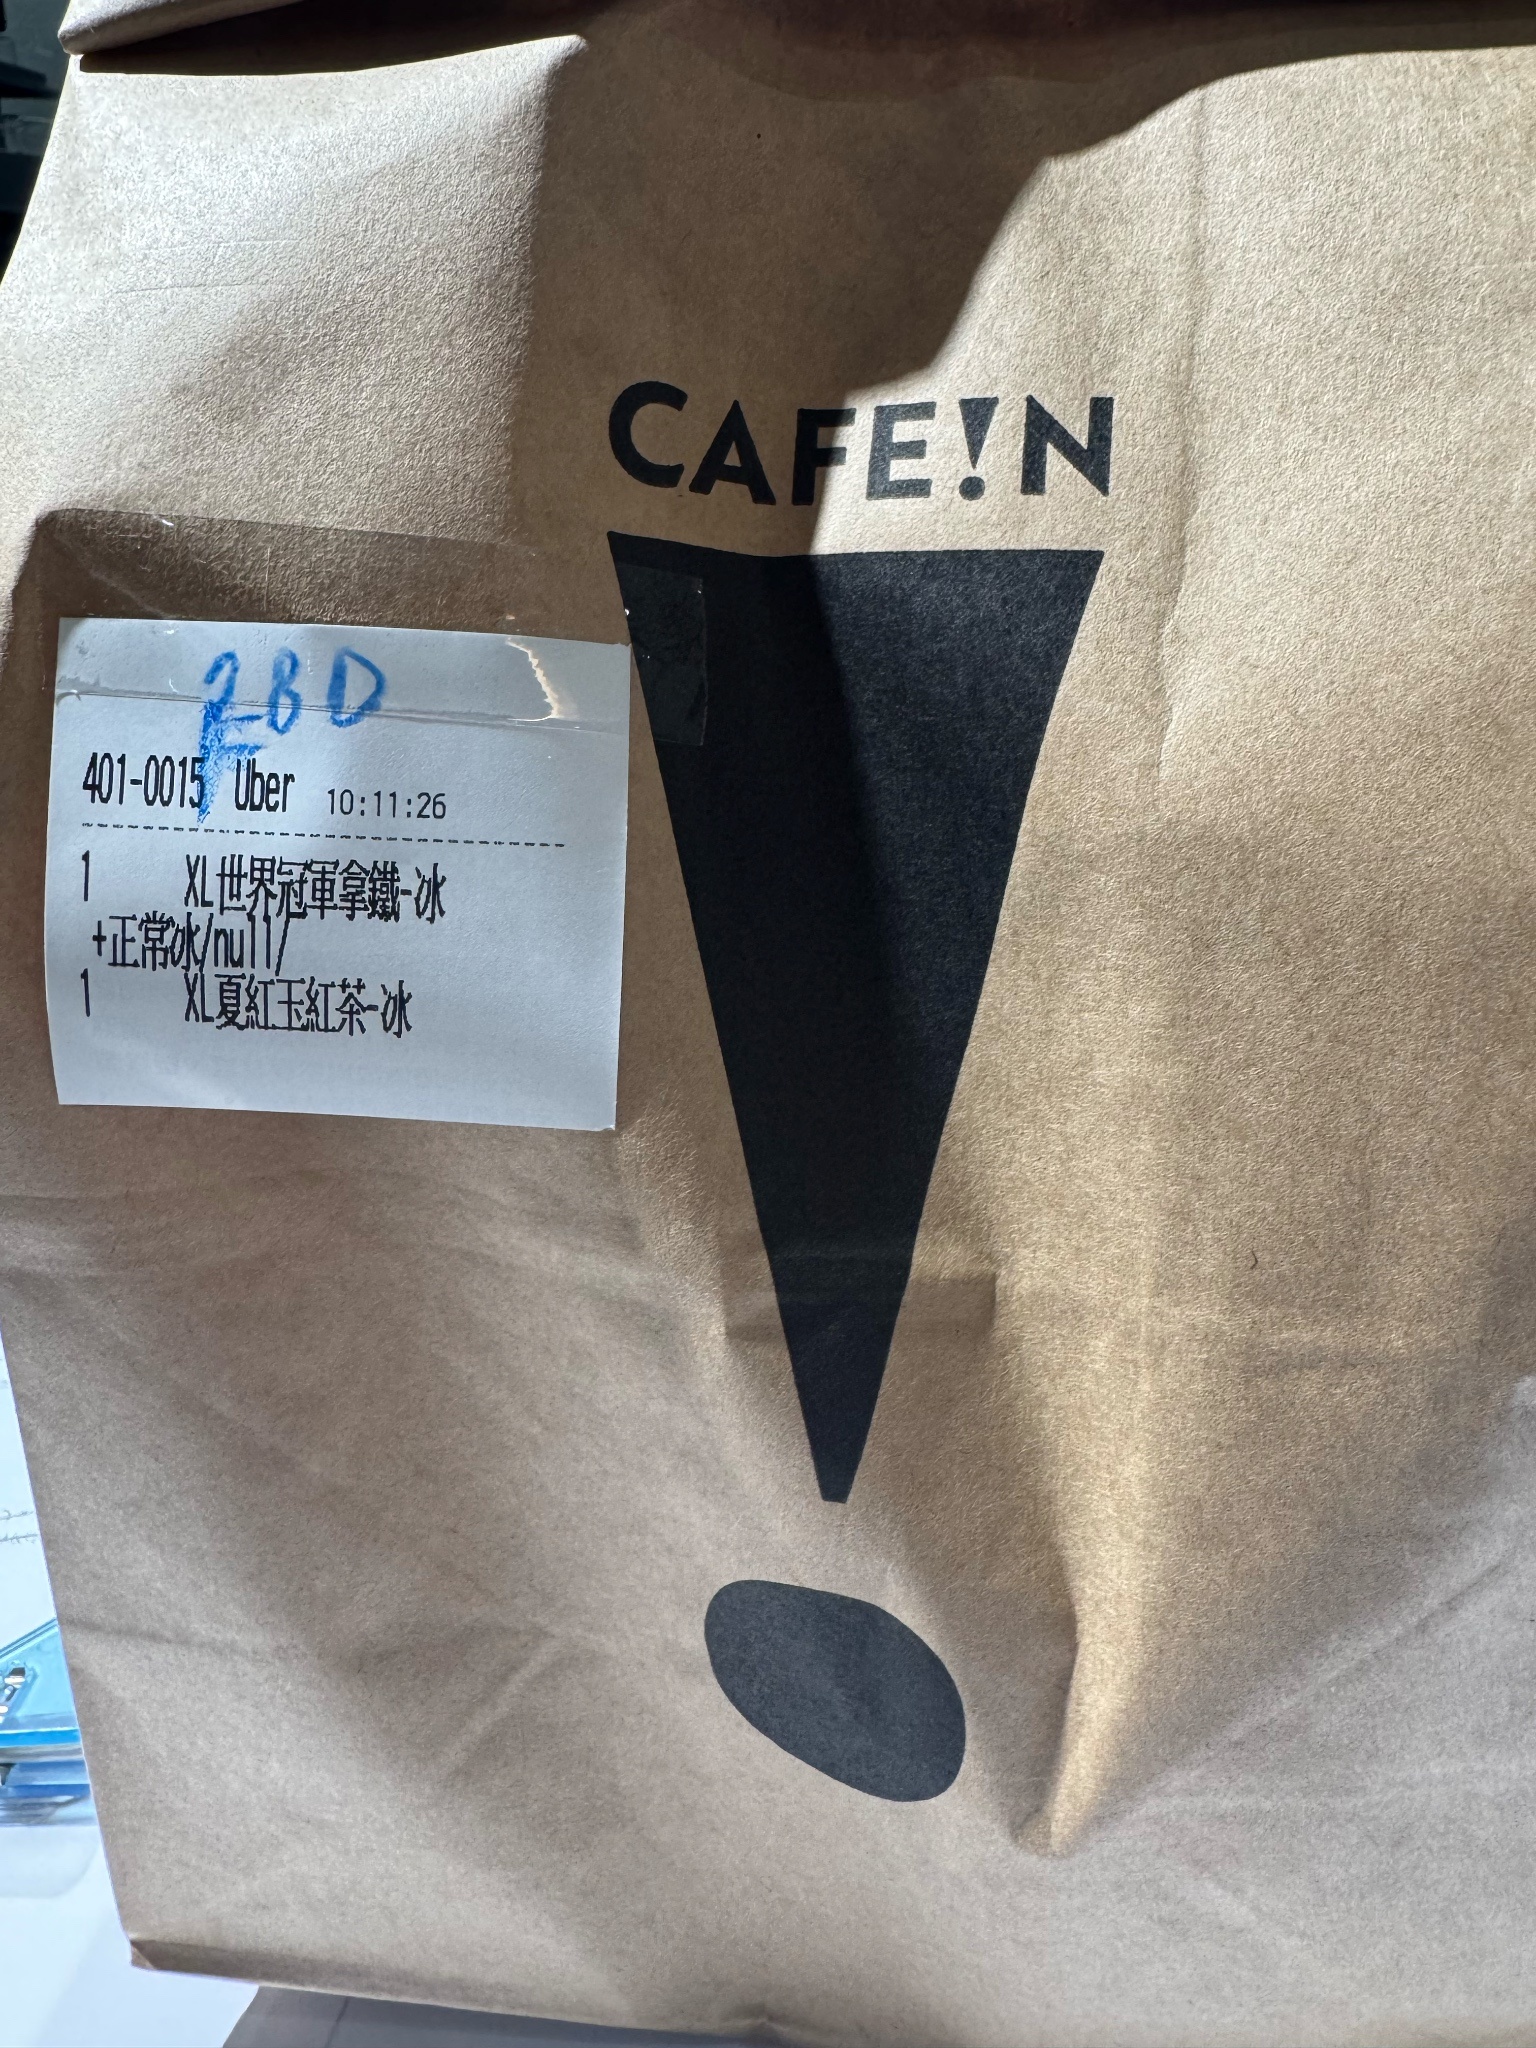 CAFE!N
2BD
401-0015 Uber 10:11:26
1 XL世界冠軍拿鐵-冰
+正常冰/null/
1 XL夏紅玉紅茶-冰